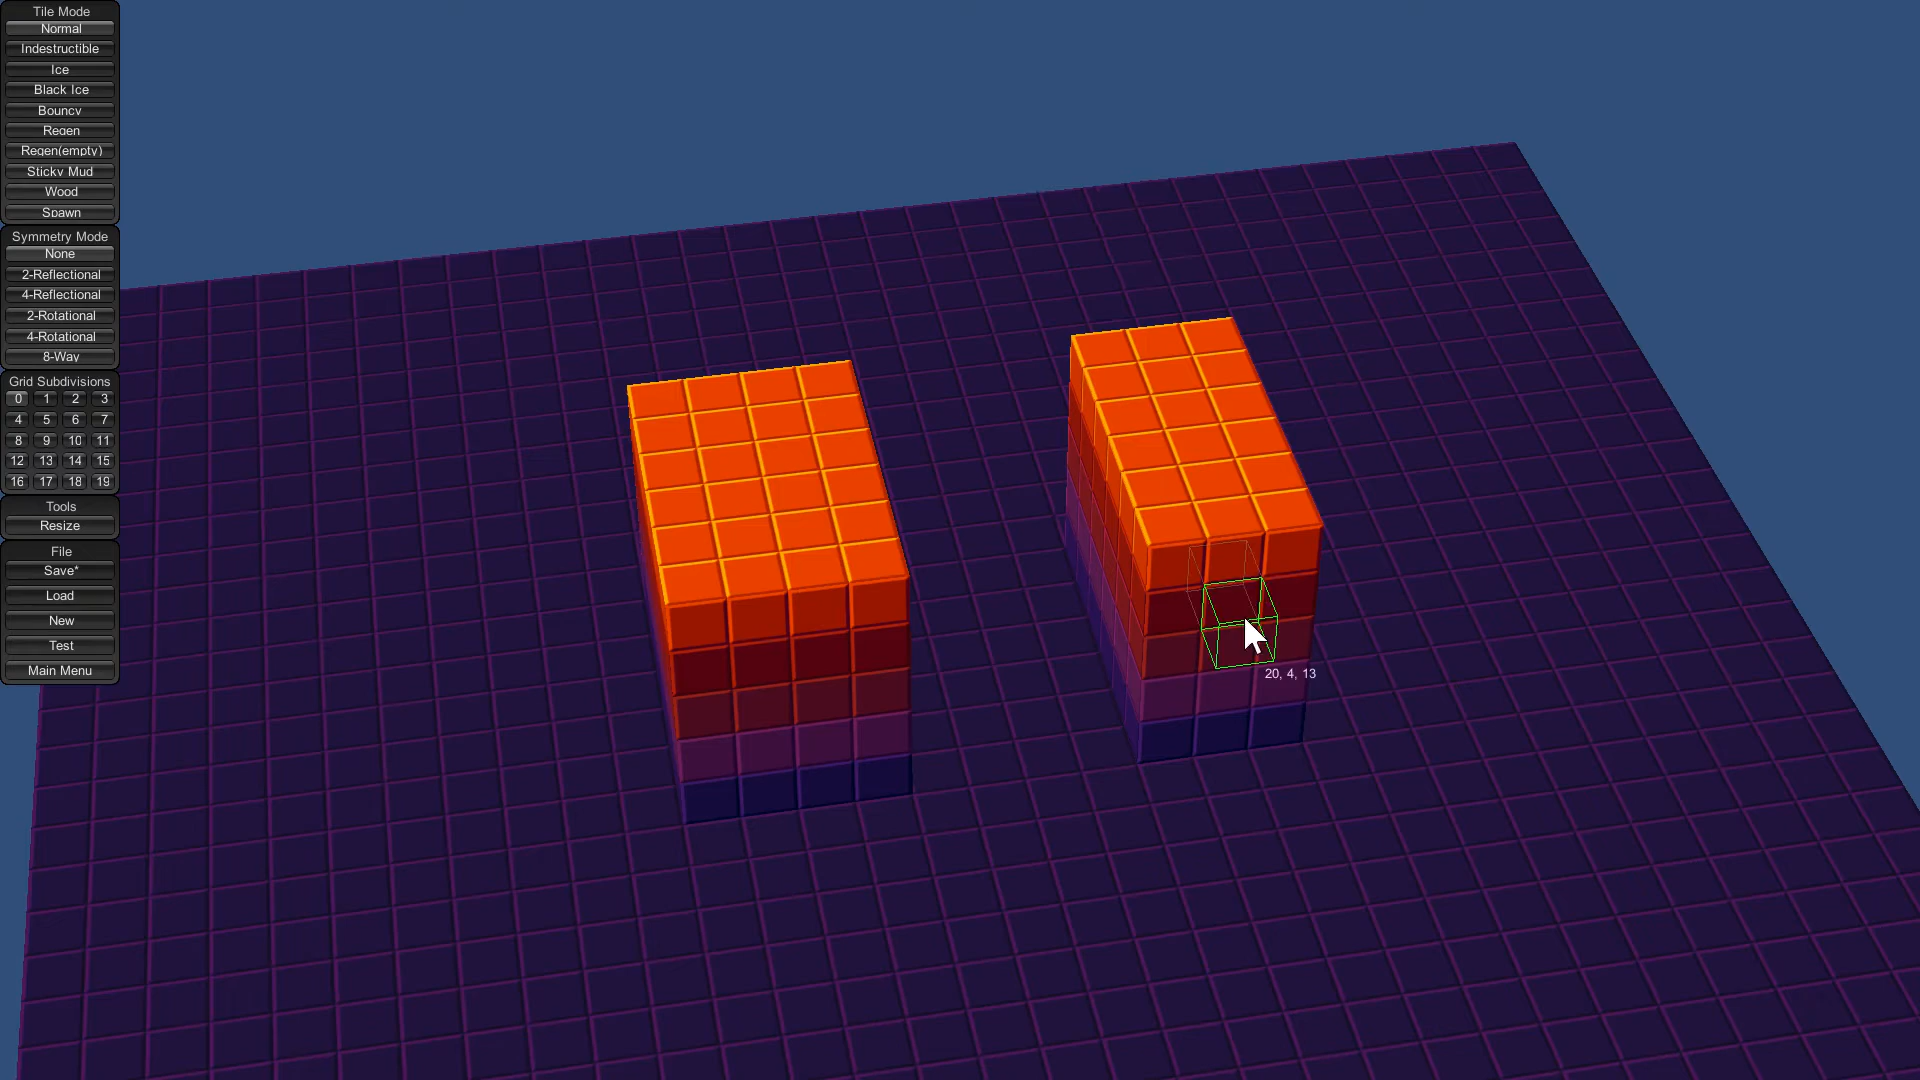 Tile Mode
Normal
Indestructible
Ice
Black Ice
Bouncy
Regen
Regen(empty)
Sticky Mud
Wood
Spawn
Symmetry Mode
None
2-Reflectional
4-Reflectional
2-Rotational
4-Rotational
8-Way
Grid Subdivisions
0 1 2 3
4 5 6 7
8 9 10 11
12 13 14 15
16 17 18 19
Tools
Resize
File
Save*
Load
New
Test
Main Menu
20, 4, 13